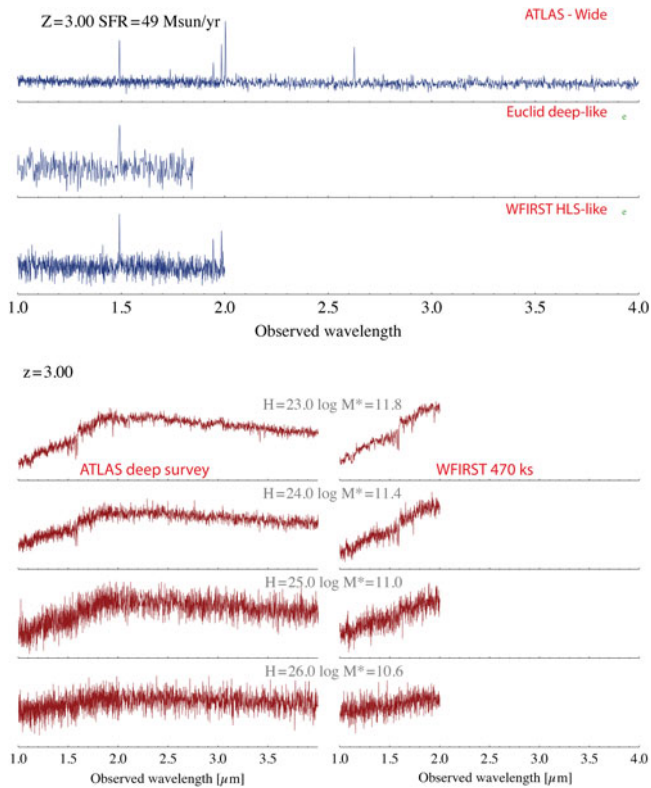 Z=3.00 SFR=49 Msun/yr
ATLAS - Wide
Euclid deep-like e
WFIRST HLS-like e
1.0 1.5 2.0 2.5 3.0 3.5 4.0
Observed wavelength
z=3.00
H=23.0 log M*=11.8
ATLAS deep survey WFIRST 470 ks
H=24.0 log M*=11.4
H=25.0 log M*=11.0
H=26.0 log M*=10.6
1.0 1.5 2.0 2.5 3.0 3.5 1.0 1.5 2.0 2.5 3.0 3.5 4.0
Observed wavelength [μm] Observed wavelength [μm]